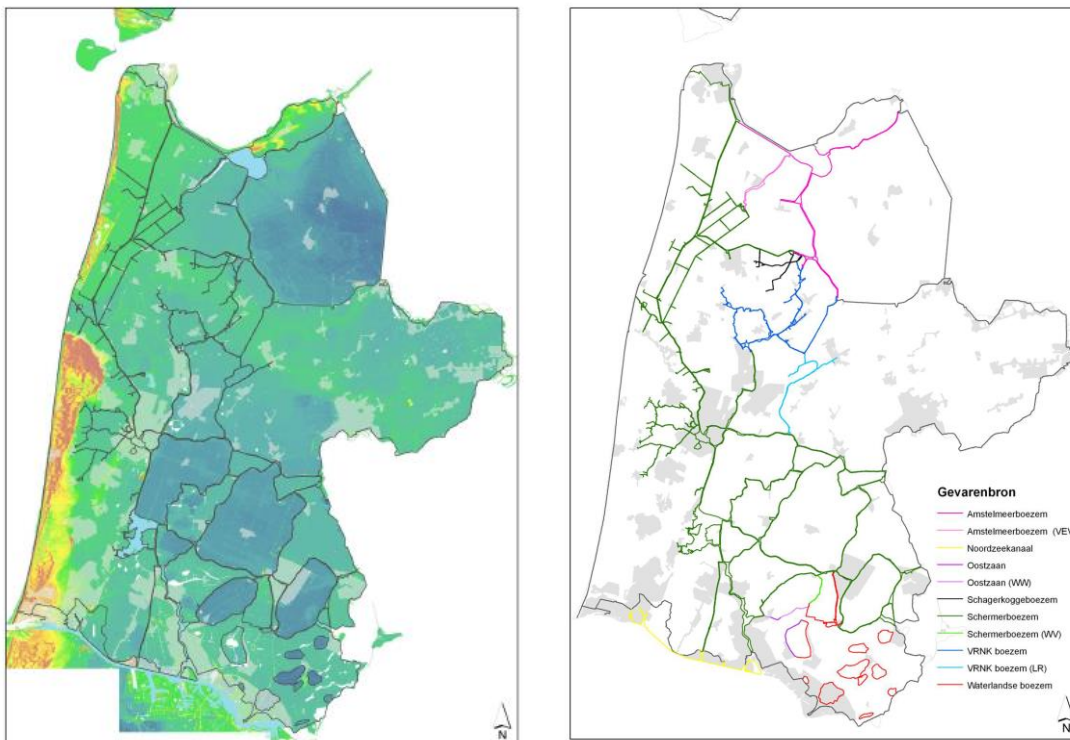 N
Gevarenbron
Amstelmeerboezem
Amstelmeerboezem (VEV
Noordzeekanaal
Oostzaan
Oostzaan (WW)
Schagerkoggeboezem
Schermerboezem
Schermerboezem (WV)
VRNK boezem
VRNK boezem (LR)
Waterlandse boezem
N